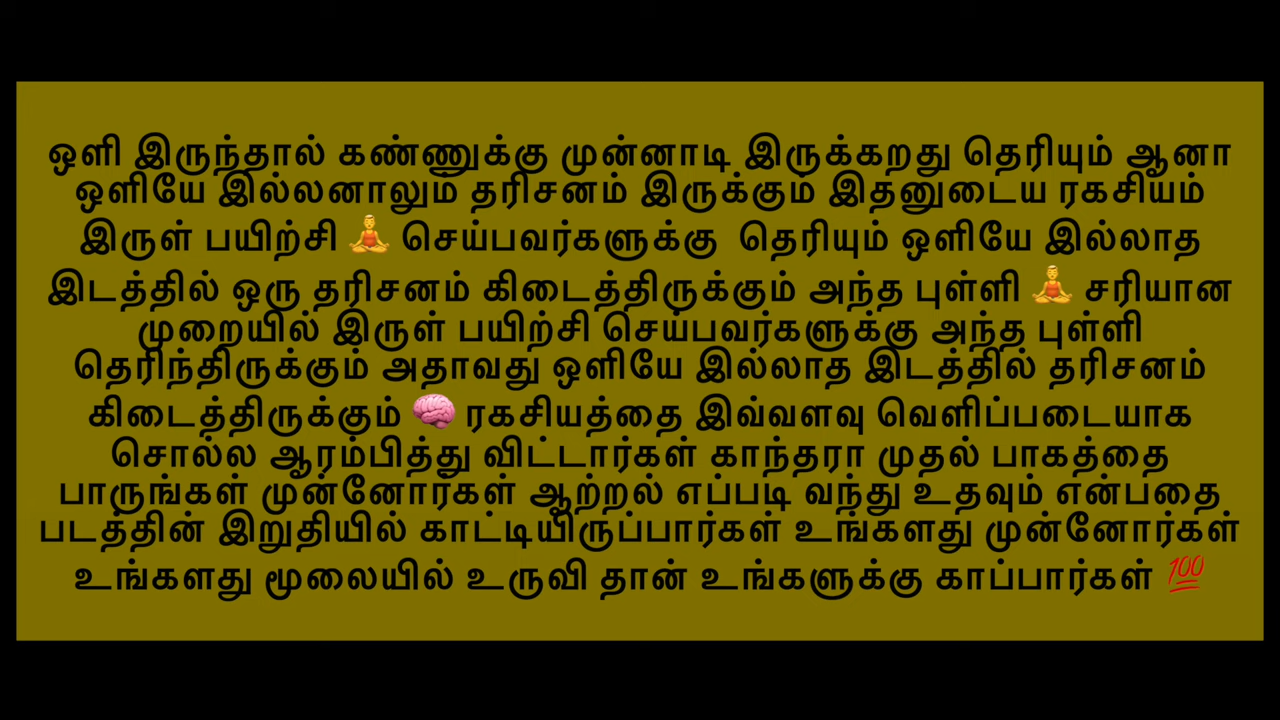 ஒளி இருந்தால் கண்ணுக்கு முன்னாடி இருக்கறது தெரியும் ஆனா
ஒளியே இல்லனாலும் தரிசனம் இருக்கும் இதனுடைய ரகசியம்
இருள் பயிற்சி 🧘 செய்பவர்களுக்கு தெரியும் ஒளியே இல்லாத
இடத்தில் ஒரு தரிசனம் கிடைத்திருக்கும் அந்த புள்ளி 🧘 சரியான
முறையில் இருள் பயிற்சி செய்பவர்களுக்கு அந்த புள்ளி
தெரிந்திருக்கும் அதாவது ஒளியே இல்லாத இடத்தில் தரிசனம்
கிடைத்திருக்கும் 🧠 ரகசியத்தை இவ்வளவு வெளிப்படையாக
சொல்ல ஆரம்பித்து விட்டார்கள் காந்தரா முதல் பாகத்தை
பாருங்கள் முன்னோர்கள் ஆற்றல் எப்படி வந்து உதவும் என்பதை
படத்தின் இறுதியில் காட்டியிருப்பார்கள் உங்களது முன்னோர்கள்
உங்களது மூலையில் உருவி தான் உங்களுக்கு காப்பார்கள் 💯